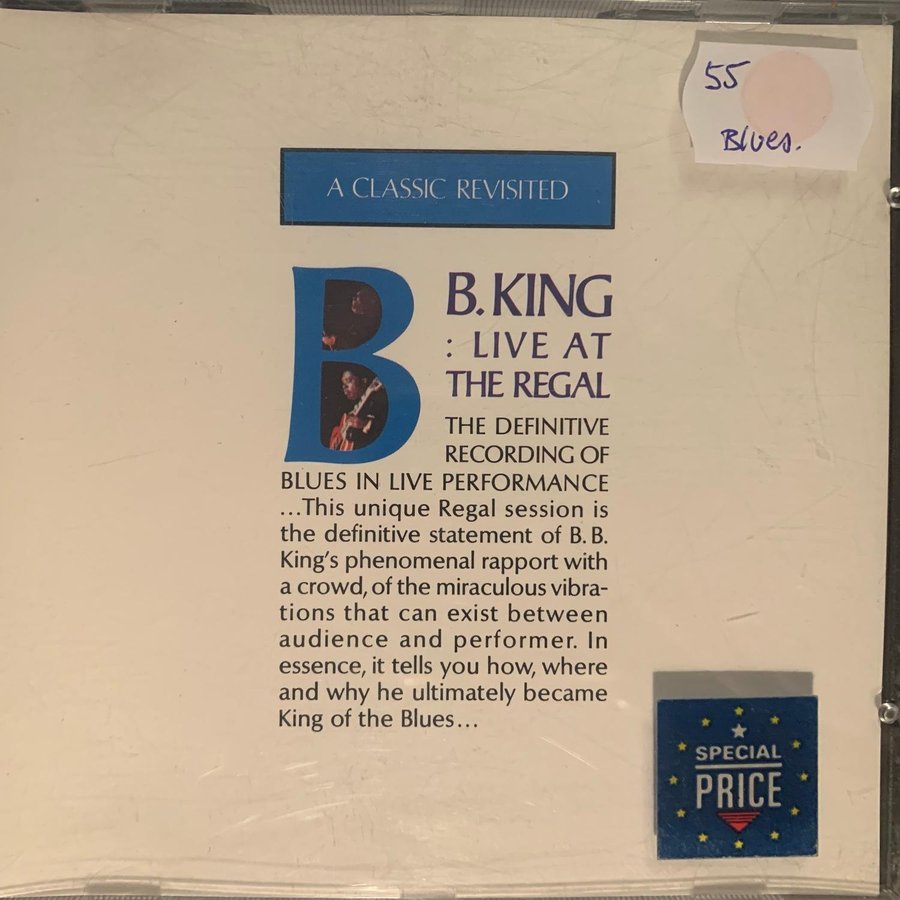 55
Blues.
A CLASSIC REVISITED
B B. KING
: LIVE AT
THE REGAL
THE DEFINITIVE
RECORDING OF
BLUES IN LIVE PERFORMANCE
...This unique Regal session is
the definitive statement of B. B.
King's phenomenal rapport with
a crowd, of the miraculous vibra-
tions that can exist between
audience and performer. In
essence, it tells you how, where
and why he ultimately became
King of the Blues...
SPECIAL
PRICE